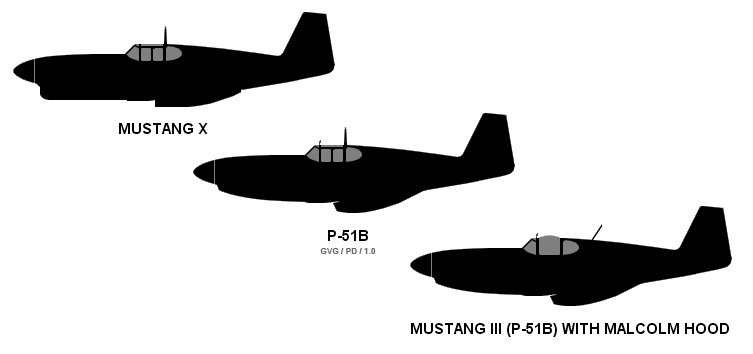 MUSTANG X
P-51B
GVG / PD / 1.0
MUSTANG III (P-51B) WITH MALCOLM HOOD